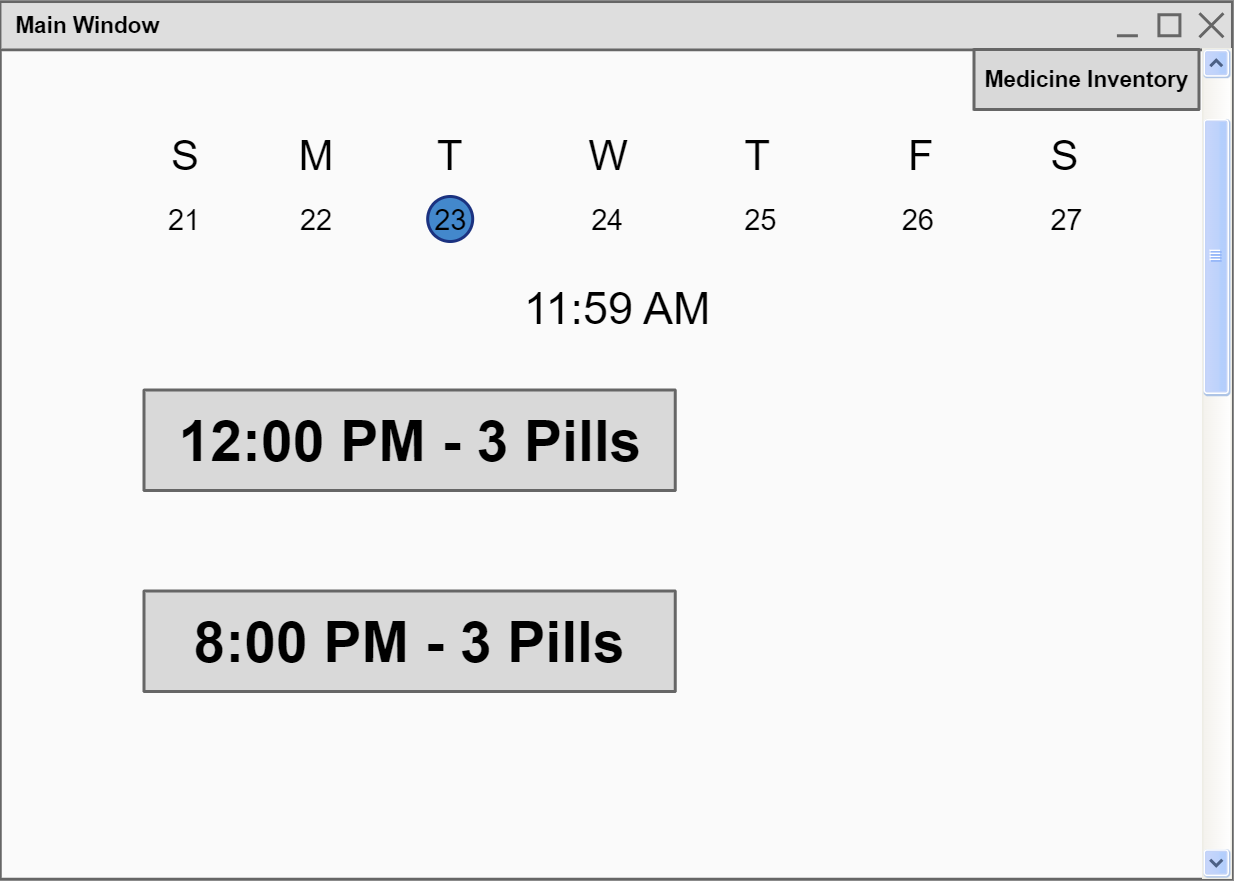 Main Window
Medicine Inventory
S M T W T F S
21 22 23 24 25 26 27
11:59 AM
12:00 PM - 3 Pills
8:00 PM - 3 Pills